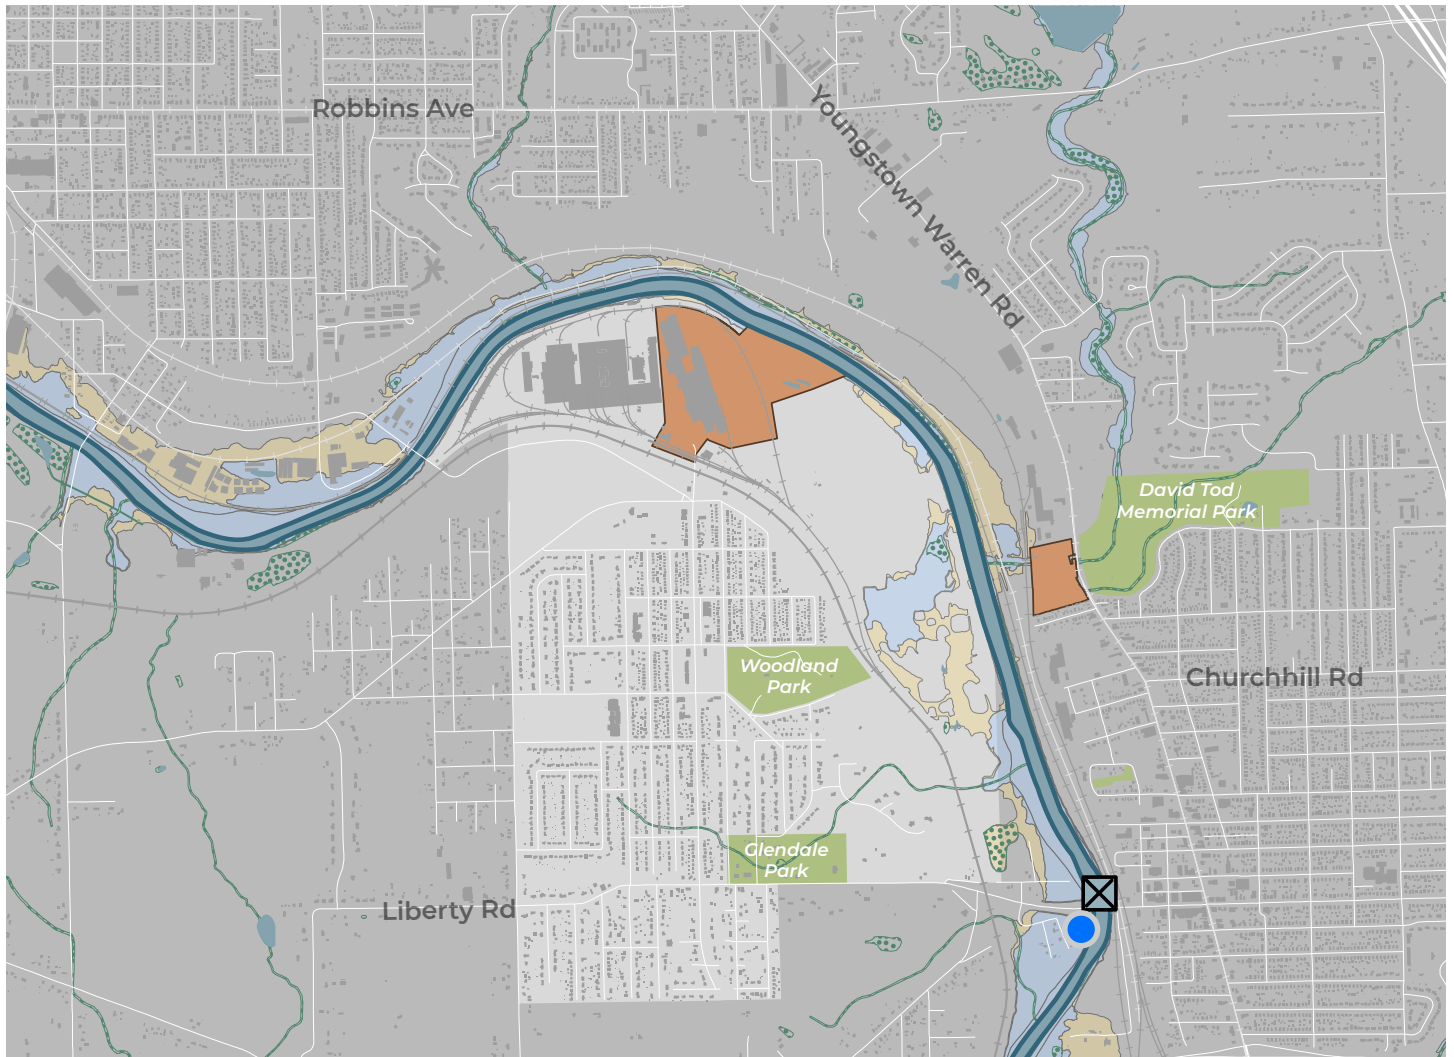 Robbins Ave
Youngstown Warren Rd
David Tod
Memorial Park
Woodland
Park
Churchhill Rd
Glendale
Park
Liberty Rd